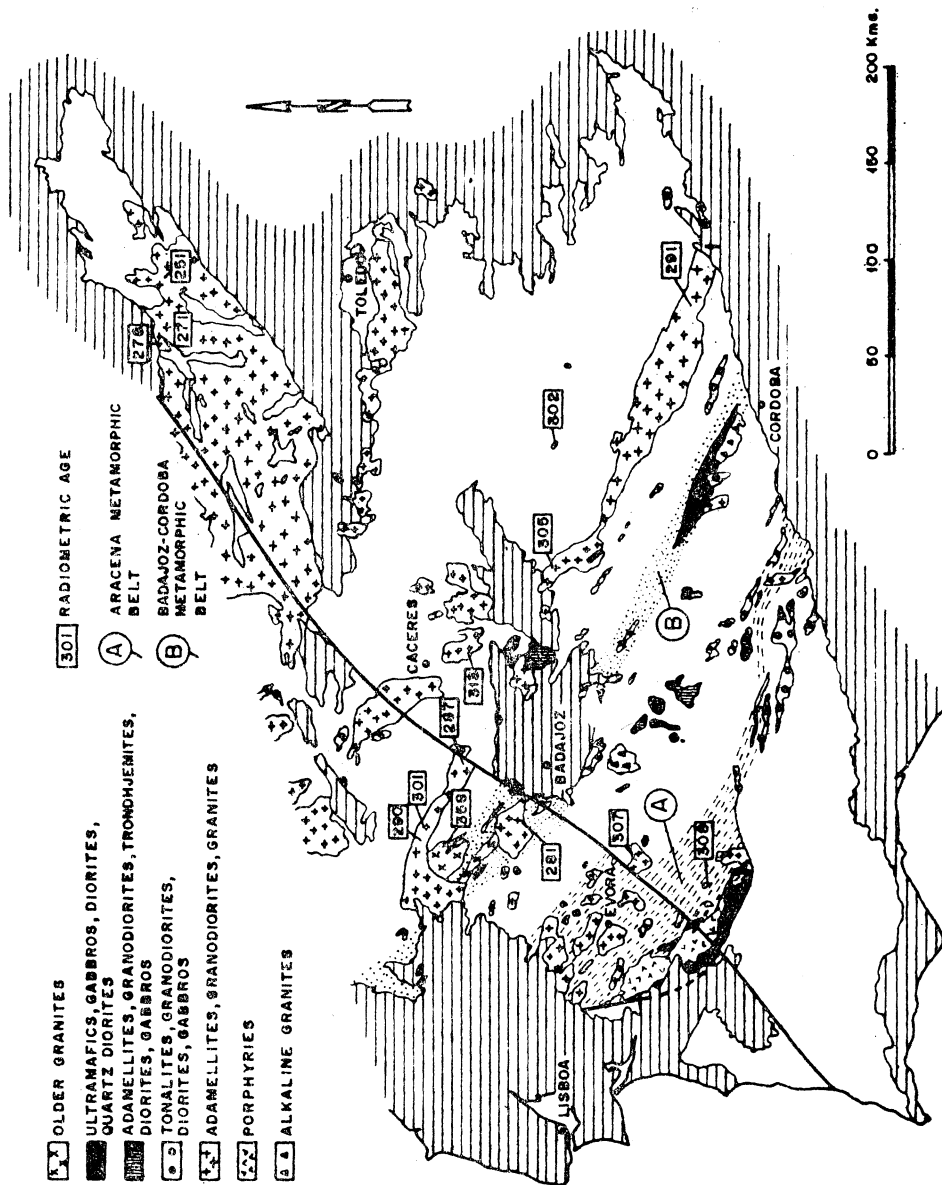 OLDER GRANITES
ULTRAMAFICS, GABBROS, DIORITES,
QUARTZ DIORITES
ADAMELLITES, GRANODIORITES, TRONDHJEMITES,
DIORITES, GABBROS
TONALITES, GRANODIORITES,
DIORITES, GABBROS
ADAMELLITES, GRANODIORITES, GRANITES
PORPHYRIES
ALKALINE GRANITES
301 RADIOMETRIC AGE
A ARACENA METAMORPHIC
BELT
B BADAJOZ-CORDOBA
METAMORPHIC
BELT
N
276
271
251
TOLEDO
CACERES
290
301
297
359
313
305
302
291
BADAJOZ
281
307
EVORA
308
A
B
LISBOA
CORDOBA
0 50 100 150 200 Kms.